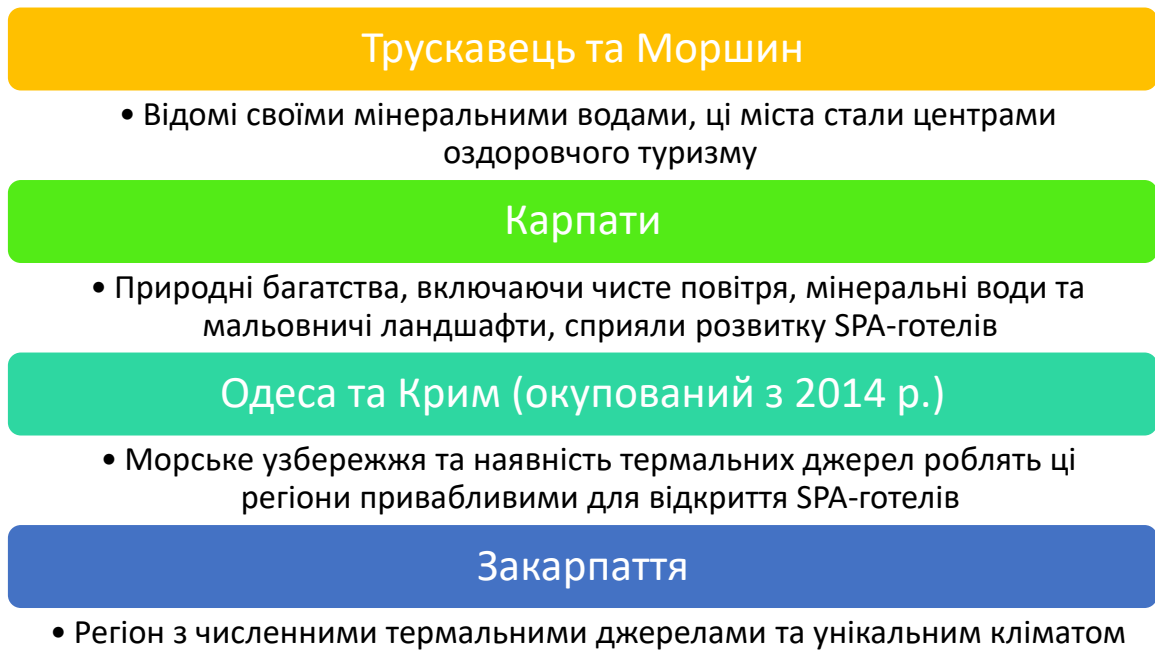 Трускавець та Моршин
• Відомі своїми мінеральними водами, ці міста стали центрами
оздоровчого туризму
Карпати
• Природні багатства, включаючи чисте повітря, мінеральні води та
мальовничі ландшафти, сприяли розвитку SPA-готелів
Одеса та Крим (окупований з 2014 р.)
• Морське узбережжя та наявність термальних джерел роблять ці
регіони привабливими для відкриття SPA-готелів
Закарпаття
• Регіон з численними термальними джерелами та унікальним кліматом